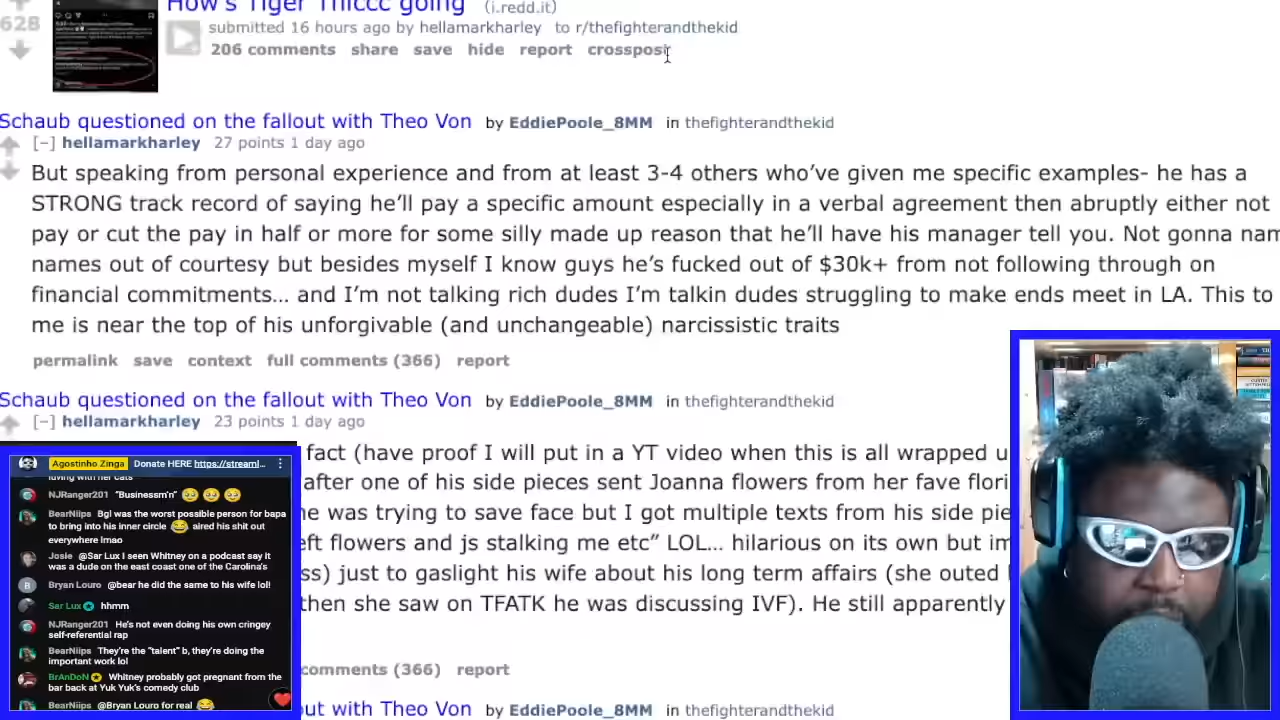 628
How's Tiger Thiccc going (i.redd.it)
submitted 16 hours ago by hellamarkharley to r/thefighterandthekid
206 comments share save hide report crosspost
Schaub questioned on the fallout with Theo Von by EddiePoole_8MM in thefighterandthekid
[–] hellamarkharley 27 points 1 day ago
But speaking from personal experience and from at least 3-4 others who've given me specific examples- he has a
STRONG track record of saying he'll pay a specific amount especially in a verbal agreement then abruptly either not
pay or cut the pay in half or more for some silly made up reason that he'll have his manager tell you. Not gonna nam
names out of courtesy but besides myself I know guys he's fucked out of $30k+ from not following through on
financial commitments… and I'm not talking rich dudes I'm talkin dudes struggling to make ends meet in LA. This to
me is near the top of his unforgivable (and unchangeable) narcissistic traits
permalink save context full comments (366) report
Schaub questioned on the fallout with Theo Von by EddiePoole_8MM in thefighterandthekid
[–] hellamarkharley 23 points 1 day ago
fact (have proof I will put in a YT video when this is all wrapped u
after one of his side pieces sent Joanna flowers from her fave flori
he was trying to save face but I got multiple texts from his side pie
eft flowers and js stalking me etc" LOL… hilarious on its own but im
ss) just to gaslight his wife about his long term affairs (she outed
then she saw on TFATK he was discussing IVF). He still apparently
comments (366) report
out with Theo Von by EddiePoole_8MM in thefighterandthekid
Agostinho Zinga Donate HERE https://streaml...
luving with her cats
NJRanger201 "Businessm'n"
BearNiips Bgl was the worst possible person for bapa
to bring into his inner circle aired his shit out
everywhere lmao
Josie @Sar Lux I seen Whitney on a podcast say it
was a dude on the east coast one of the Carolina's
B Bryan Louro @bear he did the same to his wife lol!
Sar Lux hhmm
NJRanger201 He's not even doing his own cringey
self-referential rap
BearNiips They're the "talent" b, they're doing the
important work lol
BrAnDoN Whitney probably got pregnant from the
bar back at Yuk Yuk's comedy club
BearNiips @Bryan Louro for real